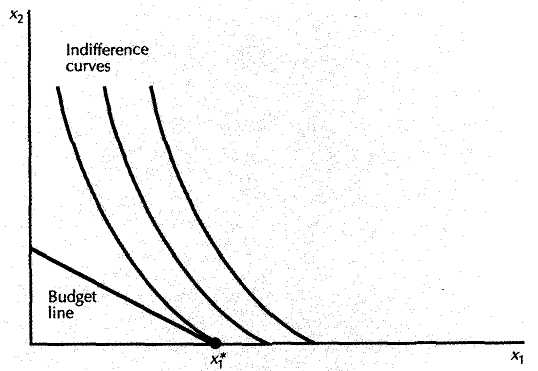 x₂
Indifference
curves
Budget
line
x₁*
x₁